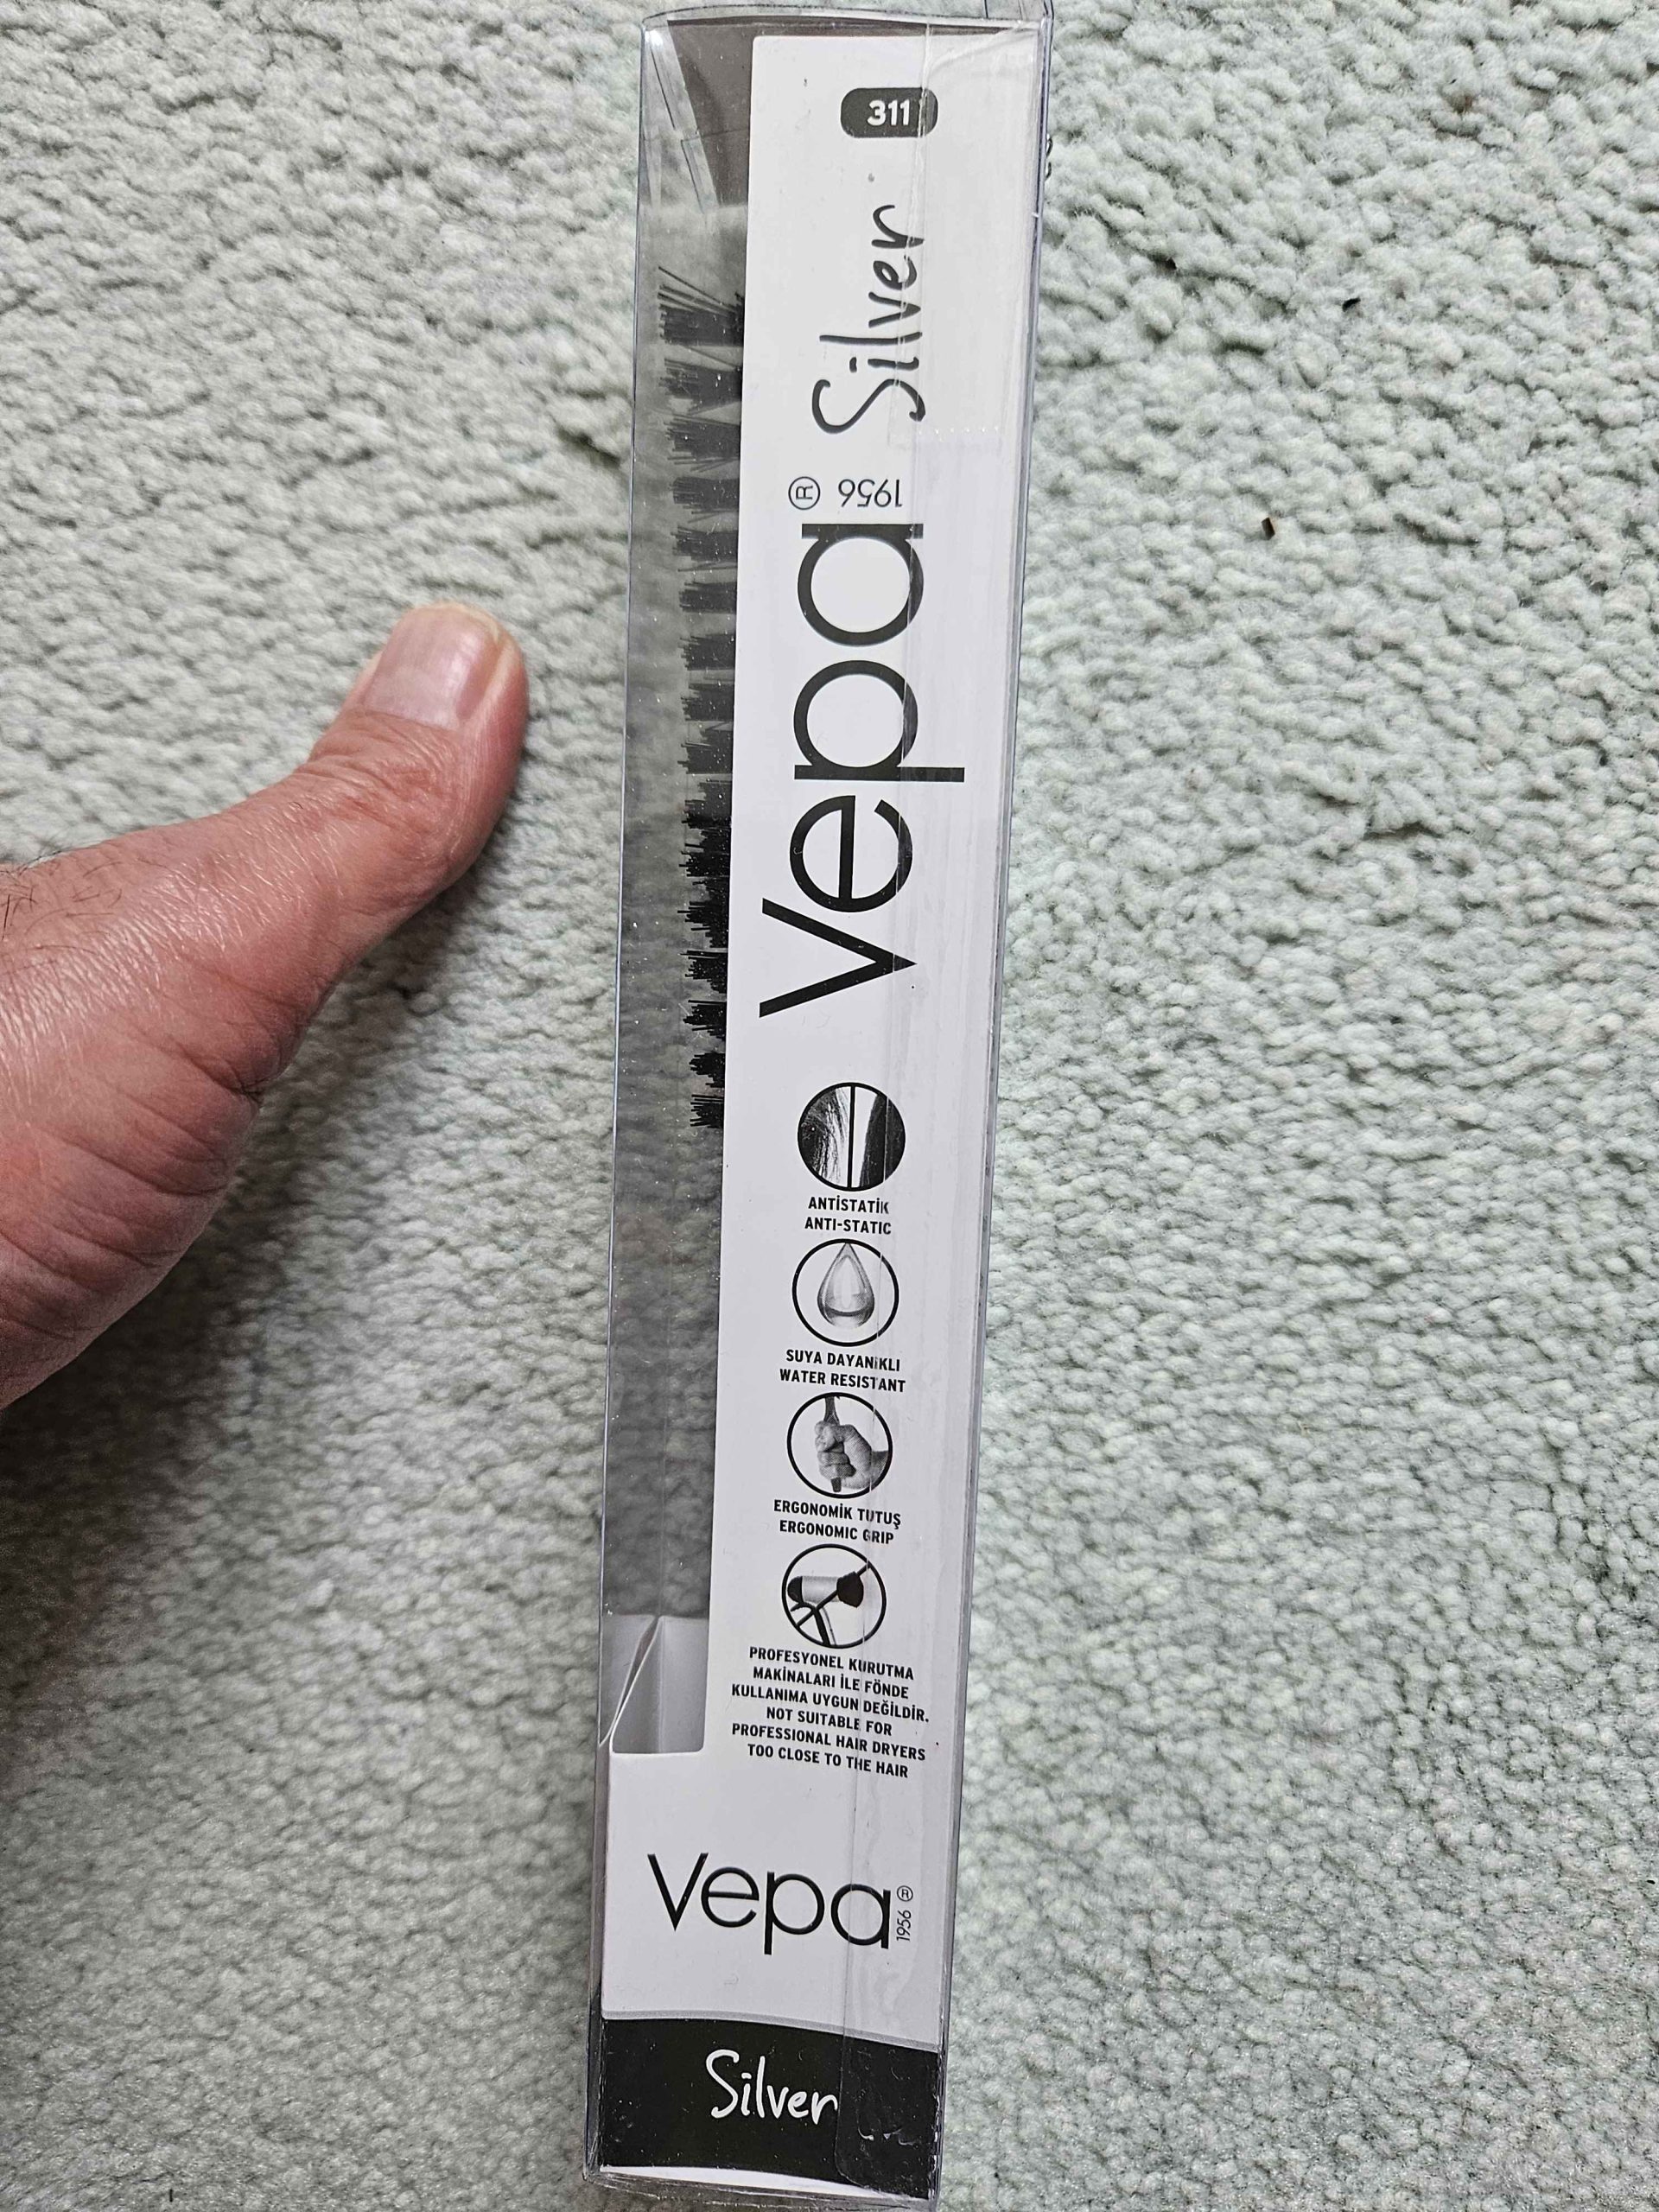 311
Vepa® 1956 Silver
ANTİSTATİK
ANTI-STATIC
SUYA DAYANIKLI
WATER RESISTANT
ERGONOMİK TUTUŞ
ERGONOMIC GRIP
PROFESYONEL KURUTMA
MAKİNALARI İLE FÖNDE
KULLANIMA UYGUN DEĞİLDİR.
NOT SUITABLE FOR
PROFESSIONAL HAIR DRYERS
TOO CLOSE TO THE HAIR
Vepa® 1956
Silver